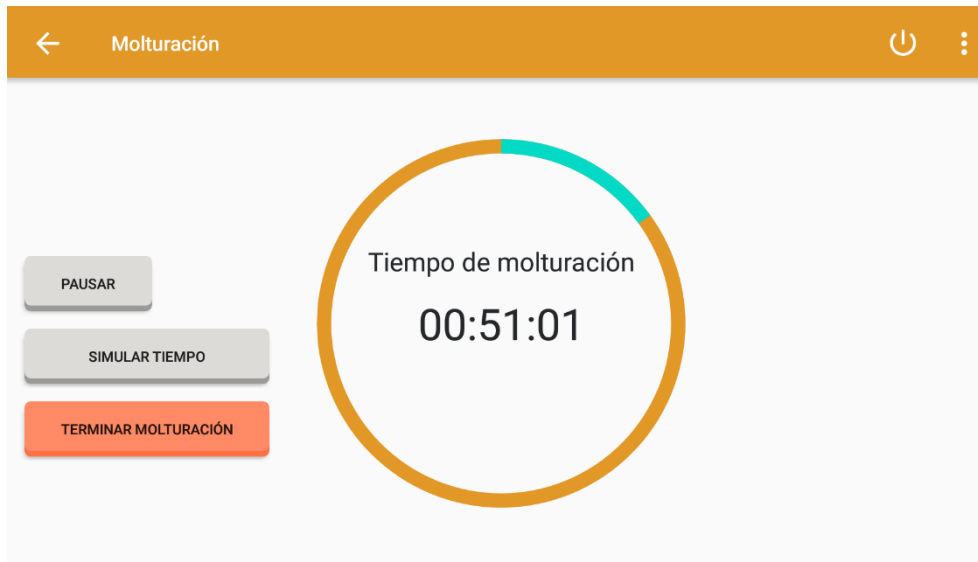 Molturación
Tiempo de molturación
00:51:01
PAUSAR
SIMULAR TIEMPO
TERMINAR MOLTURACIÓN